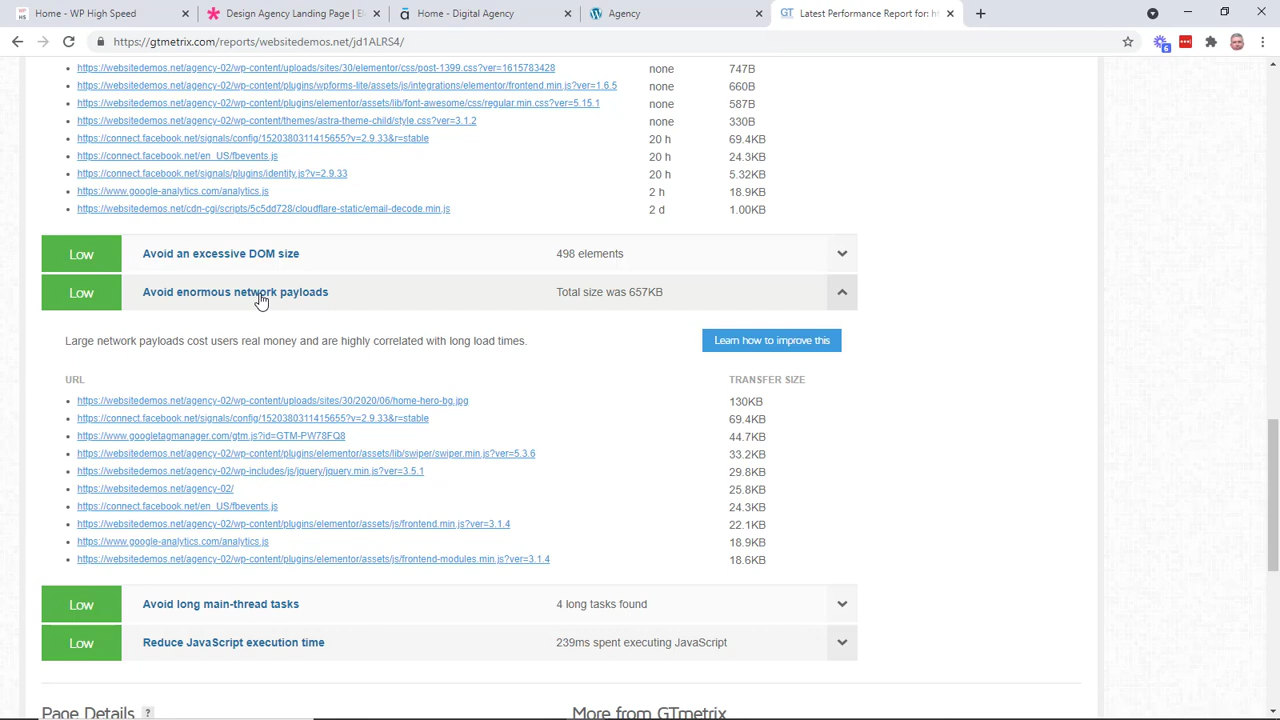 Home - WP High Speed
Design Agency Landing Page | El
Home - Digital Agency
Agency
Latest Performance Report for: ht
https://gtmetrix.com/reports/websitedemos.net/jd1ALRS4/
6
https://websitedemos.net/agency-02/wp-content/uploads/sites/30/elementor/css/post-1399.css?ver=1615783428 none 747B
https://websitedemos.net/agency-02/wp-content/plugins/wpforms-lite/assets/js/integrations/elementor/frontend.min.js?ver=1.6.5 none 660B
https://websitedemos.net/agency-02/wp-content/plugins/elementor/assets/lib/font-awesome/css/regular.min.css?ver=5.15.1 none 587B
https://websitedemos.net/agency-02/wp-content/themes/astra-theme-child/style.css?ver=3.1.2 none 330B
https://connect.facebook.net/signals/config/1520380311415655?v=2.9.33&r=stable 20 h 69.4KB
https://connect.facebook.net/en_US/fbevents.js 20 h 24.3KB
https://connect.facebook.net/signals/plugins/identity.js?v=2.9.33 20 h 5.32KB
https://www.google-analytics.com/analytics.js 2 h 18.9KB
https://websitedemos.net/cdn-cgi/scripts/5c5dd728/cloudflare-static/email-decode.min.js 2 d 1.00KB
Low Avoid an excessive DOM size 498 elements
Low Avoid enormous network payloads Total size was 657KB
Large network payloads cost users real money and are highly correlated with long load times. Learn how to improve this
URL TRANSFER SIZE
https://websitedemos.net/agency-02/wp-content/uploads/sites/30/2020/06/home-hero-bg.jpg 130KB
https://connect.facebook.net/signals/config/1520380311415655?v=2.9.33&r=stable 69.4KB
https://www.googletagmanager.com/gtm.js?id=GTM-PW78FQ8 44.7KB
https://websitedemos.net/agency-02/wp-content/plugins/elementor/assets/lib/swiper/swiper.min.js?ver=5.3.6 33.2KB
https://websitedemos.net/agency-02/wp-includes/js/jquery/jquery.min.js?ver=3.5.1 29.8KB
https://websitedemos.net/agency-02/ 25.8KB
https://connect.facebook.net/en_US/fbevents.js 24.3KB
https://websitedemos.net/agency-02/wp-content/plugins/elementor/assets/js/frontend.min.js?ver=3.1.4 22.1KB
https://www.google-analytics.com/analytics.js 18.9KB
https://websitedemos.net/agency-02/wp-content/plugins/elementor/assets/js/frontend-modules.min.js?ver=3.1.4 18.6KB
Low Avoid long main-thread tasks 4 long tasks found
Low Reduce JavaScript execution time 239ms spent executing JavaScript
Page Details ? More from GTmetrix